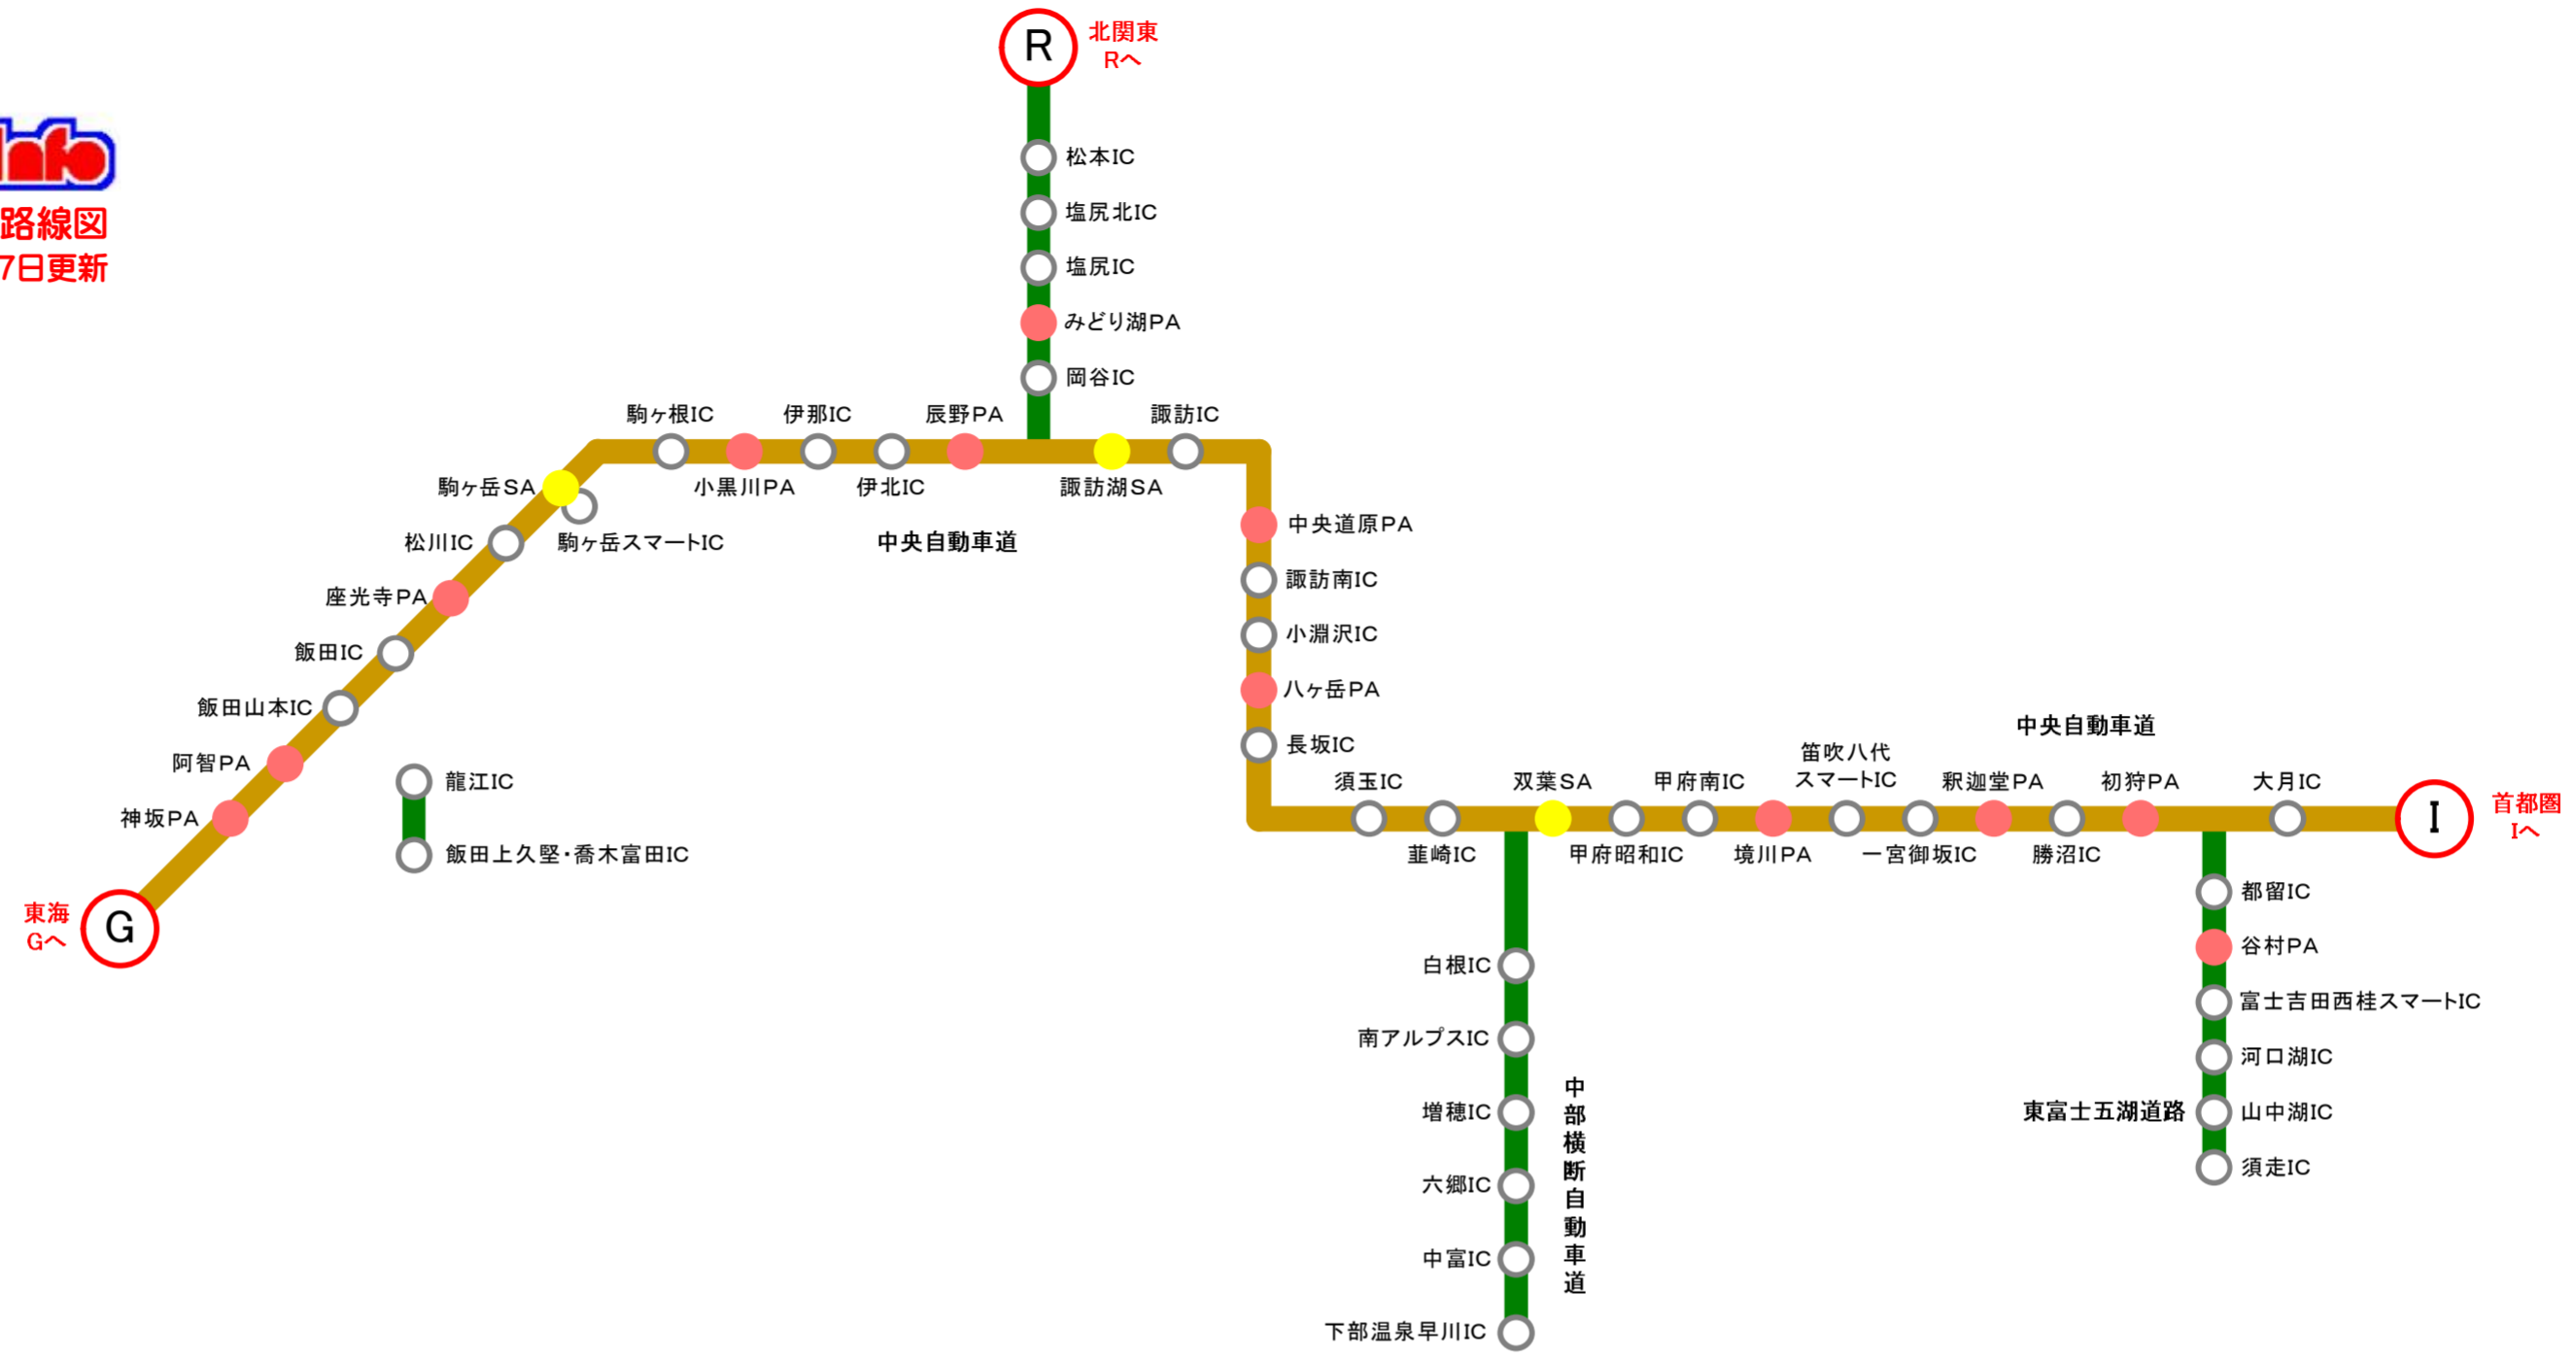 R
北関東
Rへ
Info
路線図
7日更新
松本IC
塩尻北IC
塩尻IC
みどり湖PA
岡谷IC
駒ヶ根IC
伊那IC
辰野PA
諏訪IC
駒ヶ岳SA
小黒川PA
伊北IC
諏訪湖SA
松川IC
駒ヶ岳スマートIC
中央自動車道
中央道原PA
諏訪南IC
座光寺PA
小淵沢IC
飯田IC
八ヶ岳PA
飯田山本IC
長坂IC
阿智PA
龍江IC
神坂PA
飯田上久堅・喬木富田IC
東海
Gへ
G
中央自動車道
須玉IC
双葉SA
甲府南IC
笛吹八代
スマートIC
釈迦堂PA
初狩PA
大月IC
I
首都圏
Iへ
韮崎IC
甲府昭和IC
境川PA
一宮御坂IC
勝沼IC
都留IC
谷村PA
富士吉田西桂スマートIC
河口湖IC
東富士五湖道路
山中湖IC
須走IC
白根IC
南アルプスIC
増穂IC
六郷IC
中富IC
下部温泉早川IC
中部横断自動車道